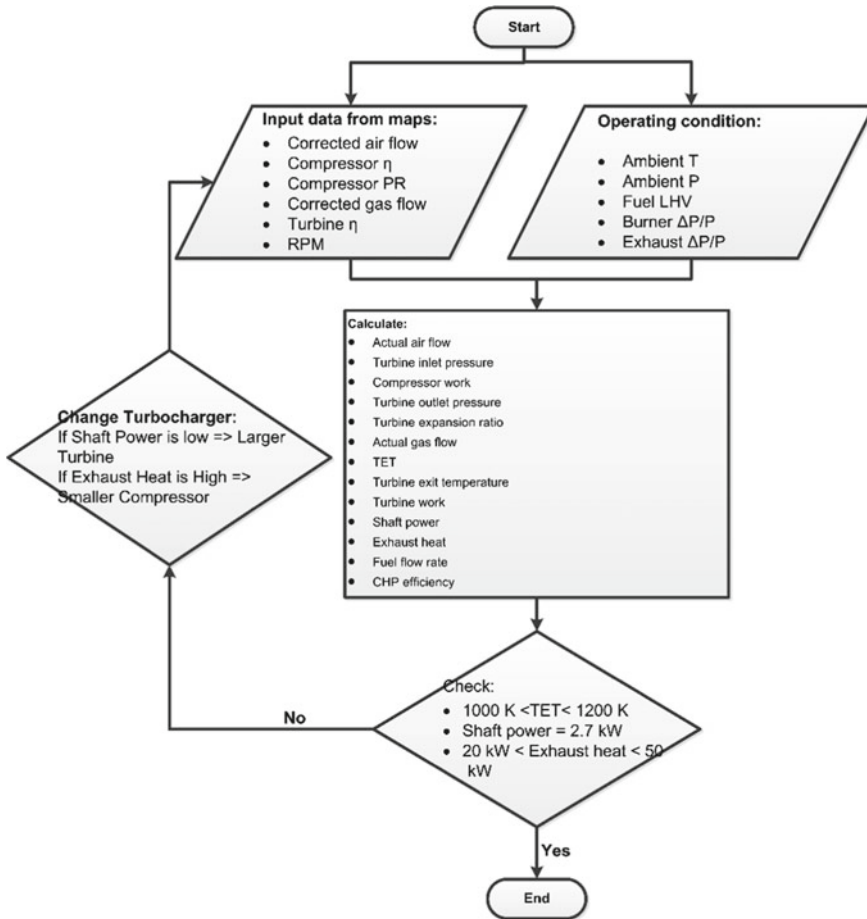 Start
Input data from maps:
• Corrected air flow
• Compressor η
• Compressor PR
• Corrected gas flow
• Turbine η
• RPM
Operating condition:
• Ambient T
• Ambient P
• Fuel LHV
• Burner ΔP/P
• Exhaust ΔP/P
Calculate:
• Actual air flow
• Turbine inlet pressure
• Compressor work
• Turbine outlet pressure
• Turbine expansion ratio
• Actual gas flow
• TET
• Turbine exit temperature
• Turbine work
• Shaft power
• Exhaust heat
• Fuel flow rate
• CHP efficiency
Change Turbocharger:
If Shaft Power is low => Larger
Turbine
If Exhaust Heat is High =>
Smaller Compressor
Check:
• 1000 K <TET< 1200 K
• Shaft power = 2.7 kW
• 20 kW < Exhaust heat < 50
kW
No
Yes
End